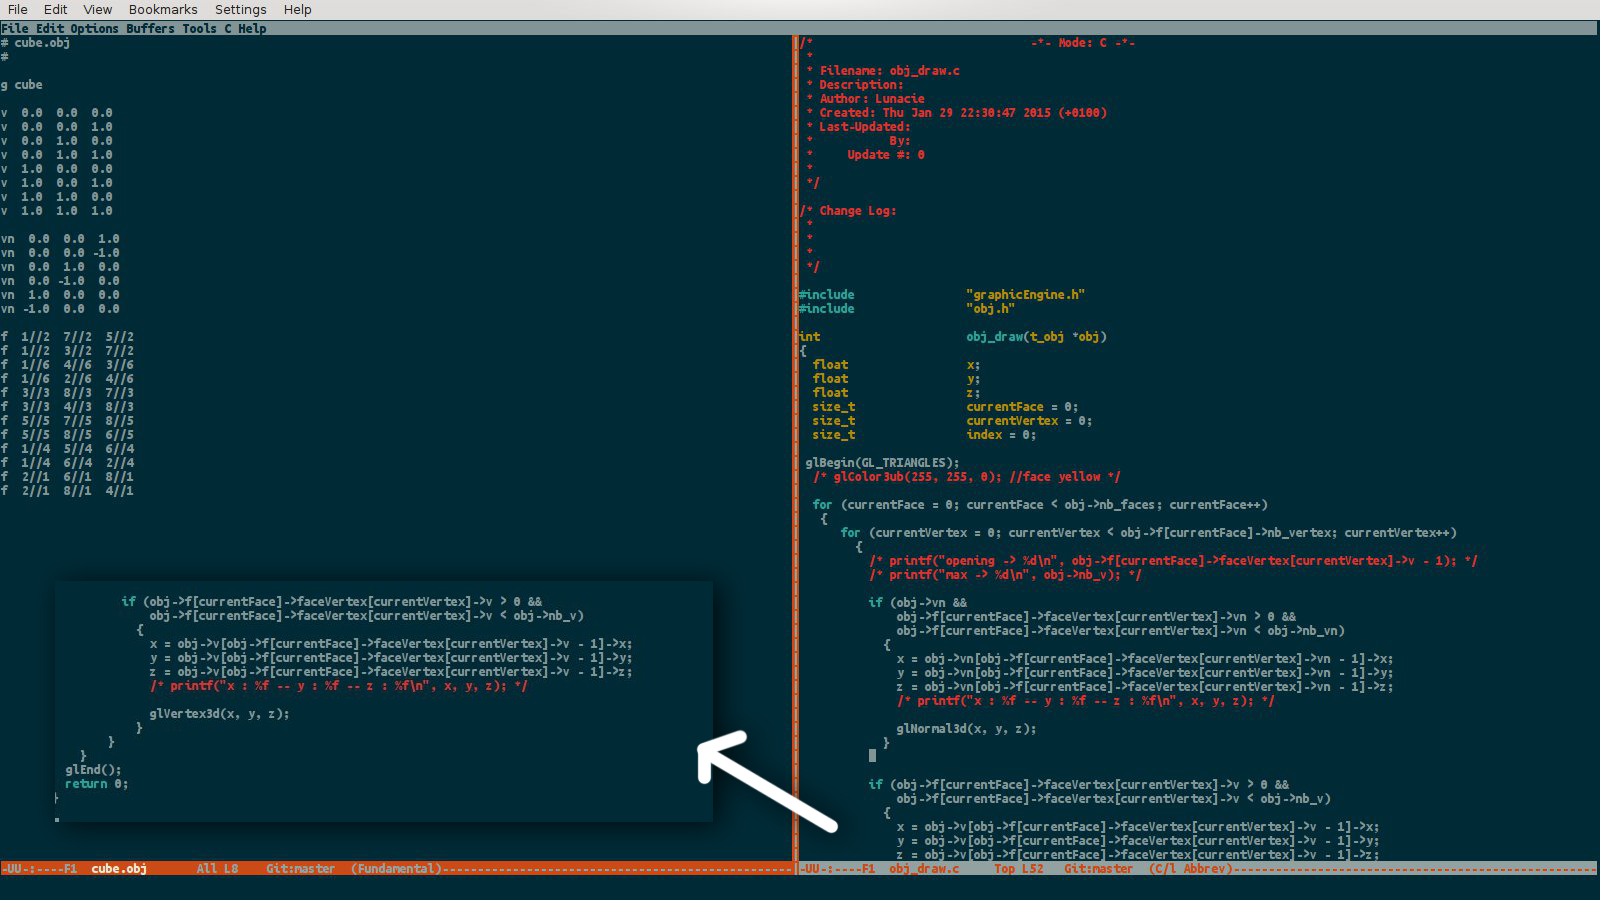 File Edit View Bookmarks Settings Help
File Edit Options Buffers Tools C Help
# cube.obj
#
g cube
v  0.0  0.0  0.0
v  0.0  0.0  1.0
v  0.0  1.0  0.0
v  0.0  1.0  1.0
v  1.0  0.0  0.0
v  1.0  0.0  1.0
v  1.0  1.0  0.0
v  1.0  1.0  1.0
vn  0.0  0.0  1.0
vn  0.0  0.0 -1.0
vn  0.0  1.0  0.0
vn  0.0 -1.0  0.0
vn  1.0  0.0  0.0
vn -1.0  0.0  0.0
f  1//2  7//2  5//2
f  1//2  3//2  7//2
f  1//6  4//6  3//6
f  1//6  2//6  4//6
f  3//3  8//3  7//3
f  3//3  4//3  8//3
f  5//5  7//5  8//5
f  5//5  8//5  6//5
f  1//4  5//4  6//4
f  1//4  6//4  2//4
f  2//1  6//1  8//1
f  2//1  8//1  4//1
if (obj->f[currentFace]->faceVertex[currentVertex]->v > 0 &&
obj->f[currentFace]->faceVertex[currentVertex]->v < obj->nb_v)
{
x = obj->v[obj->f[currentFace]->faceVertex[currentVertex]->v - 1]->x;
y = obj->v[obj->f[currentFace]->faceVertex[currentVertex]->v - 1]->y;
z = obj->v[obj->f[currentFace]->faceVertex[currentVertex]->v - 1]->z;
/* printf("x : %f -- y : %f -- z : %f\n", x, y, z); */
glVertex3d(x, y, z);
}
}
}
glEnd();
return 0;
}
-UU-:----F1  cube.obj       All L8    Git:master  (Fundamental)--------------------------------------------------
/*                               -*- Mode: C -*-
*
* Filename: obj_draw.c
* Description:
* Author: Lunacie
* Created: Thu Jan 29 22:30:47 2015 (+0100)
* Last-Updated:
*           By:
*     Update #: 0
*
*/
/* Change Log:
*
*
*
*/
#include                "graphicEngine.h"
#include                "obj.h"
int                     obj_draw(t_obj *obj)
{
float                 x;
float                 y;
float                 z;
size_t                currentFace = 0;
size_t                currentVertex = 0;
size_t                index = 0;
glBegin(GL_TRIANGLES);
/* glColor3ub(255, 255, 0); //face yellow */
for (currentFace = 0; currentFace < obj->nb_faces; currentFace++)
{
for (currentVertex = 0; currentVertex < obj->f[currentFace]->nb_vertex; currentVertex++)
{
/* printf("opening -> %d\n", obj->f[currentFace]->faceVertex[currentVertex]->v - 1); */
/* printf("max -> %d\n", obj->nb_v); */
if (obj->vn &&
obj->f[currentFace]->faceVertex[currentVertex]->vn > 0 &&
obj->f[currentFace]->faceVertex[currentVertex]->vn < obj->nb_vn)
{
x = obj->vn[obj->f[currentFace]->faceVertex[currentVertex]->vn - 1]->x;
y = obj->vn[obj->f[currentFace]->faceVertex[currentVertex]->vn - 1]->y;
z = obj->vn[obj->f[currentFace]->faceVertex[currentVertex]->vn - 1]->z;
/* printf("x : %f -- y : %f -- z : %f\n", x, y, z); */
glNormal3d(x, y, z);
}
if (obj->f[currentFace]->faceVertex[currentVertex]->v > 0 &&
obj->f[currentFace]->faceVertex[currentVertex]->v < obj->nb_v)
{
x = obj->v[obj->f[currentFace]->faceVertex[currentVertex]->v - 1]->x;
y = obj->v[obj->f[currentFace]->faceVertex[currentVertex]->v - 1]->y;
z = obj->v[obj->f[currentFace]->faceVertex[currentVertex]->v - 1]->z;
-UU-:----F1  obj_draw.c     Top L52   Git:master  (C/l Abbrev)----------------------------------------------------